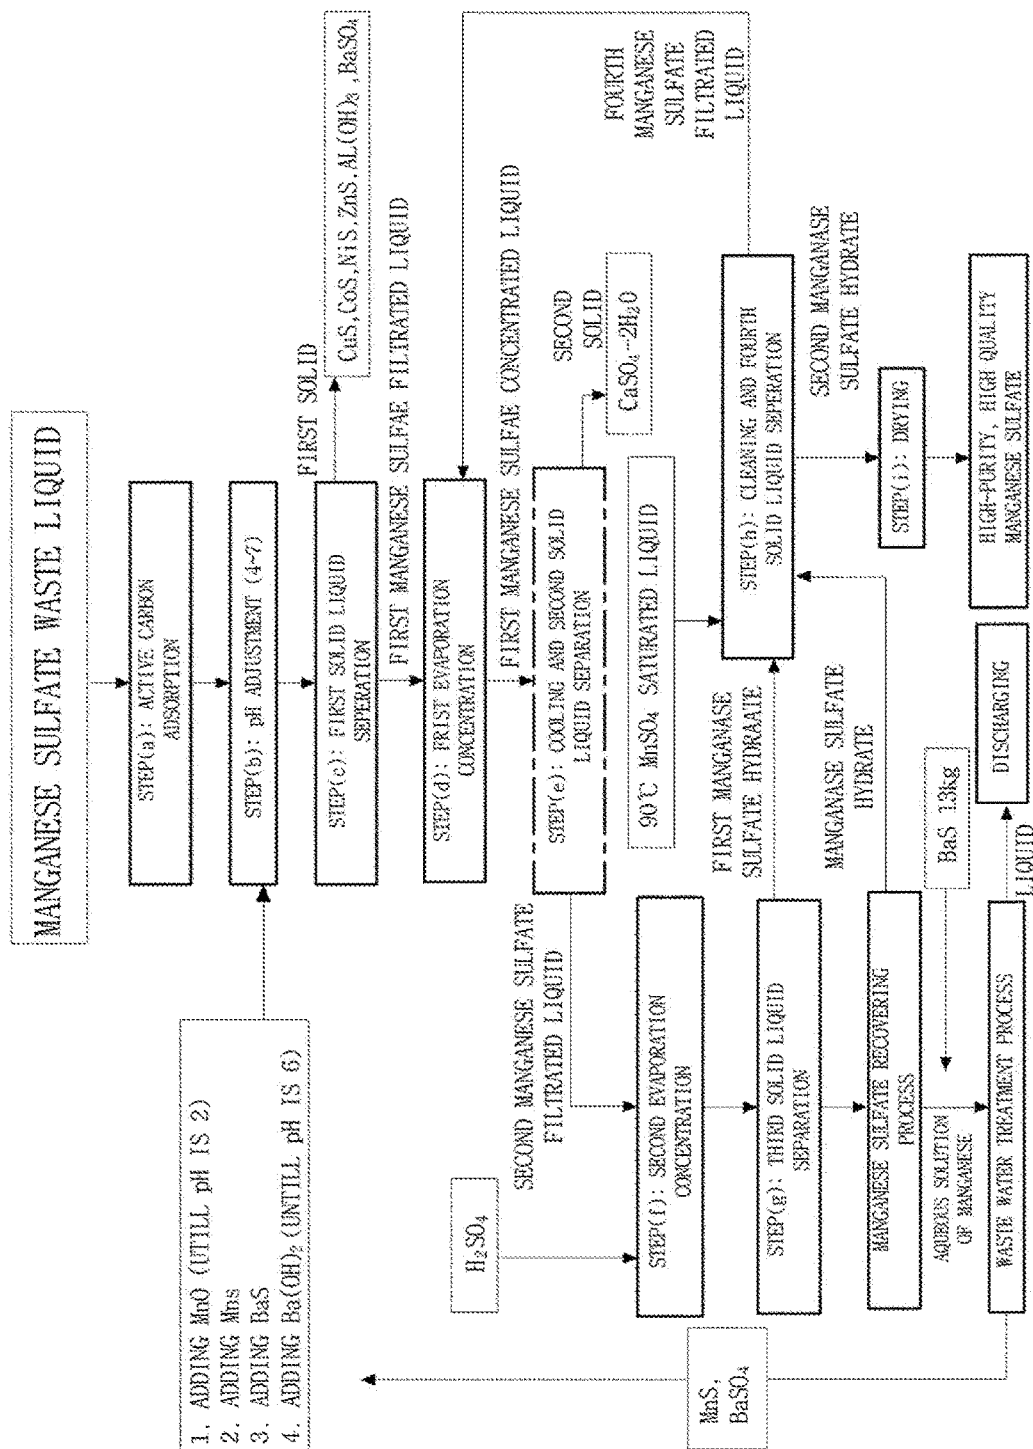 MANGANESE SULFATE WASTE LIQUID
STEP(a): ACTIVE CARBON
ADSORPTION
1. ADDING MnO (UTILL pH IS 2)
2. ADDING Mns
3. ADDING BaS
4. ADDING Ba(OH)₂ (UNTILL pH IS 6)
STEP(b): pH ADJUSTMENT (4~7)
STEP(c): FIRST SOLID LIQUID
SEPERATION
FIRST SOLID
CuS, CoS, NiS, ZnS, AL(OH)₃, BaSO₄
FIRST MANGANESE SULFAE FILTRATED LIQUID
STEP(d): FRIST EVAPORATION
CONCENTRATION
FIRST MANGANESE SULFAE CONCENTRATED LIQUID
STEP(e): COOLING AND SECOND SOLID
LIQUID SEPARATION
SECOND
SOLID
CaSO₄-2H₂O
SECOND MANGANESE SULFATE
FILTRATED LIQUID
H₂SO₄
STEP(f): SECOND EVAPORATION
CONCENTRATION
90℃ MnSO₄ SATURATED LIQUID
FOURTH
MANGANESE
SULFATE
FILTRATED
LIQUID
STEP(g): THIRD SOLID LIQUID
SEPARATION
FIRST MANGANASE
SULFATE HYDRAATE
STEP(h): CLEANING AND FOURTH
SOLID LIQUID SEPERATION
MANGANESE SULFATE RECOVERING
PROCESS
MANGANASE SULFATE
HYDRATE
SECOND MANGANASE
SULFATE HYDRATE
STEP(i): DRYING
AQUEOUS SOLUTION
OF MANGANESE
BaS 13kg
WASTE WATER TREATMENT PROCESS
LIQUID
DISCHARGING
HIGH-PURITY, HIGH QUALITY
MANGANESE SULFATE
MnS,
BaSO₄